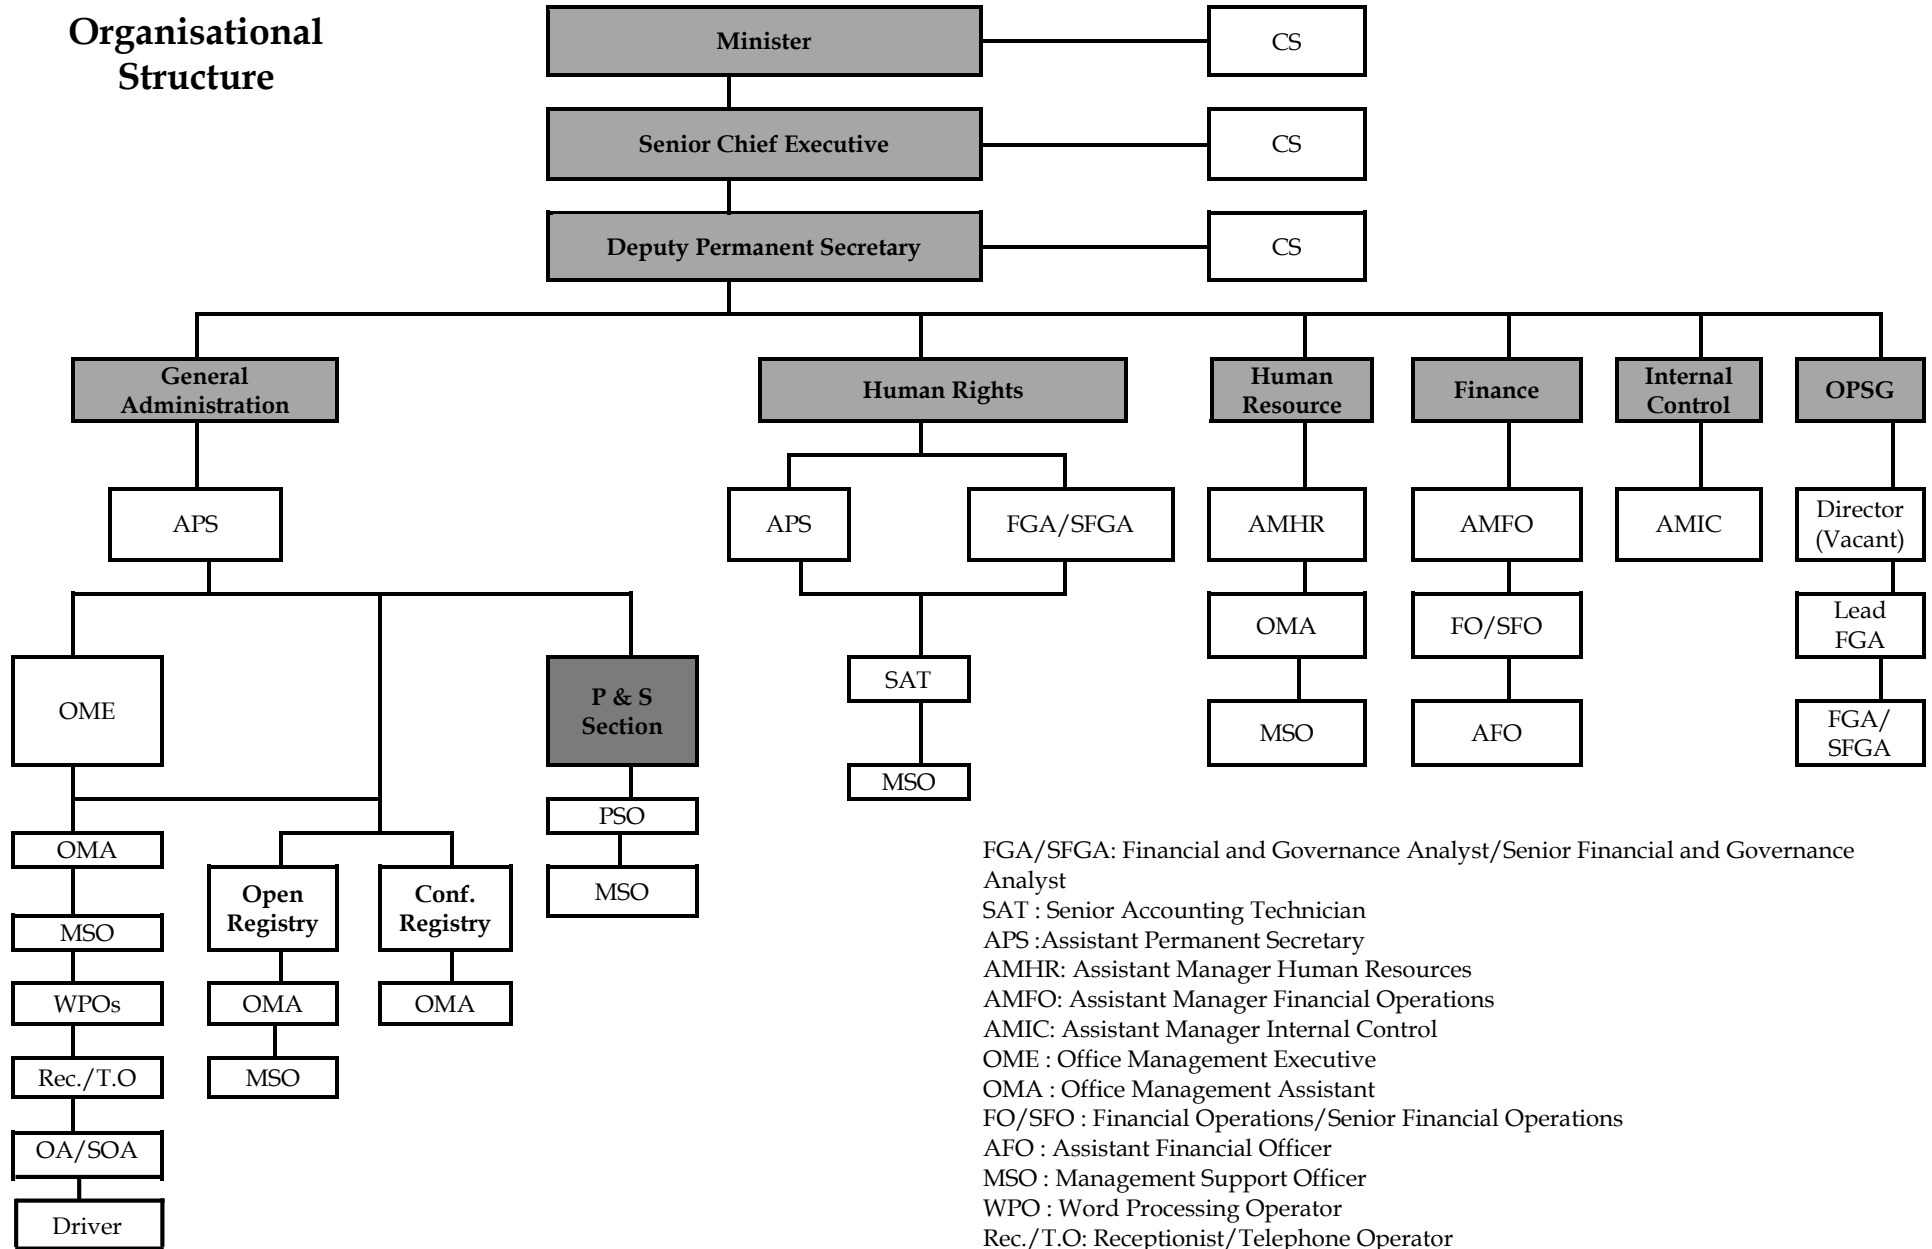 Organisational
Structure
Minister
CS
Senior Chief Executive
CS
Deputy Permanent Secretary
CS
General
Administration
Human Rights
Human
Resource
Finance
Internal
Control
OPSG
APS
APS
FGA/SFGA
AMHR
AMFO
AMIC
Director
(Vacant)
OMA
FO/SFO
Lead
FGA
OME
P & S
Section
SAT
MSO
AFO
FGA/
SFGA
MSO
PSO
OMA
MSO
Open
Registry
Conf.
Registry
MSO
WPOs
OMA
OMA
Rec./T.O
MSO
OA/SOA
Driver
FGA/SFGA: Financial and Governance Analyst/Senior Financial and Governance
Analyst
SAT : Senior Accounting Technician
APS :Assistant Permanent Secretary
AMHR: Assistant Manager Human Resources
AMFO: Assistant Manager Financial Operations
AMIC: Assistant Manager Internal Control
OME : Office Management Executive
OMA : Office Management Assistant
FO/SFO : Financial Operations/Senior Financial Operations
AFO : Assistant Financial Officer
MSO : Management Support Officer
WPO : Word Processing Operator
Rec./T.O: Receptionist/Telephone Operator